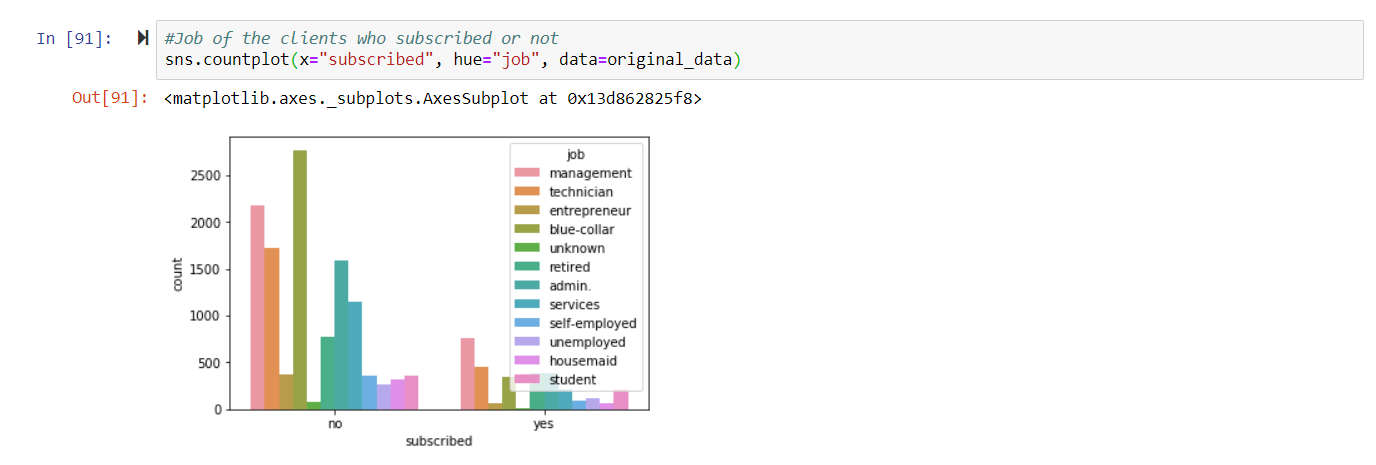 In [91]:
#Job of the clients who subscribed or not
sns.countplot(x="subscribed", hue="job", data=original_data)
Out[91]: <matplotlib.axes._subplots.AxesSubplot at 0x13d862825f8>
job
management
technician
entrepreneur
blue-collar
unknown
retired
admin.
services
self-employed
unemployed
housemaid
student
2500
2000
1500
1000
500
0
count
no yes
subscribed